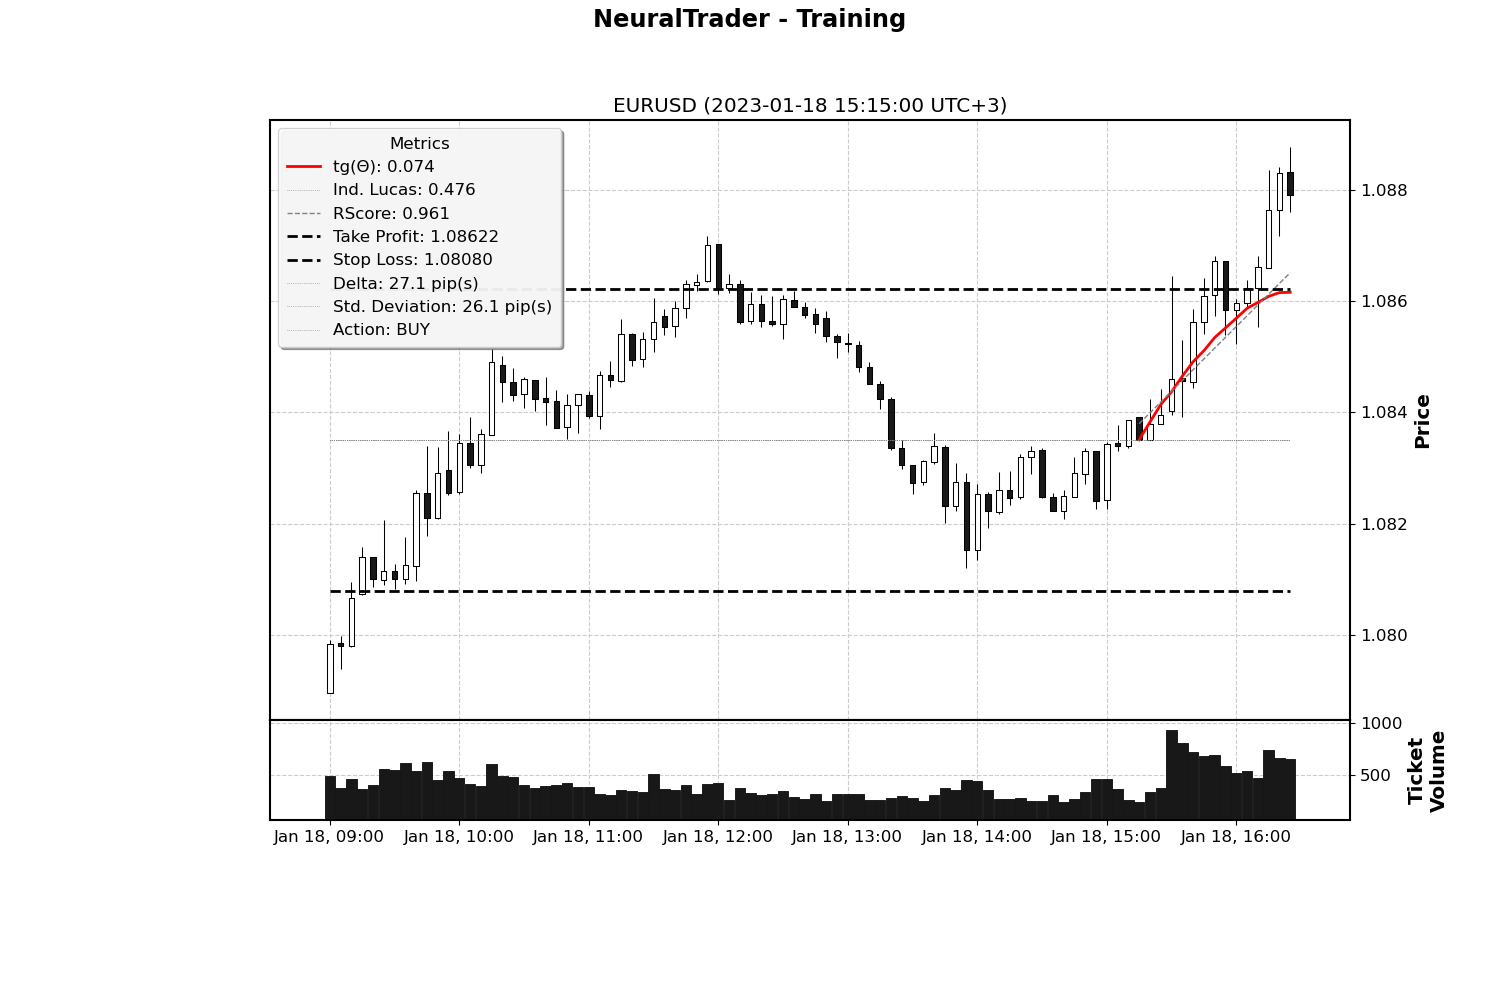 NeuralTrader - Training
EURUSD (2023-01-18 15:15:00 UTC+3)
Metrics
tg(Θ): 0.074
Ind. Lucas: 0.476
RScore: 0.961
Take Profit: 1.08622
Stop Loss: 1.08080
Delta: 27.1 pip(s)
Std. Deviation: 26.1 pip(s)
Action: BUY
1.088
1.086
1.084
1.082
1.080
Price
1000
500
Ticket
Volume
Jan 18, 09:00
Jan 18, 10:00
Jan 18, 11:00
Jan 18, 12:00
Jan 18, 13:00
Jan 18, 14:00
Jan 18, 15:00
Jan 18, 16:00